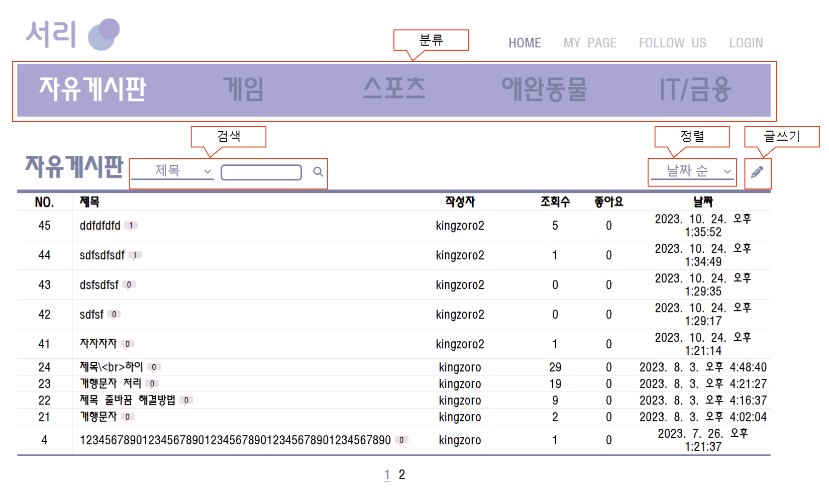 서리
분류
HOME MY PAGE FOLLOW US LOGIN
자유게시판 게임 스포츠 애완동물 IT/금융
검색 정렬 글쓰기
자유게시판 제목 날짜 순
NO. 제목 작성자 조회수 좋아요 날짜
45 ddfdfdfd 1 kingzoro2 5 0 2023. 10. 24. 오후
1:35:52
44 sdfsdfsdf 1 kingzoro2 1 0 2023. 10. 24. 오후
1:34:49
43 dsfsdfsf 0 kingzoro2 0 0 2023. 10. 24. 오후
1:29:35
42 sdfsf 0 kingzoro2 0 0 2023. 10. 24. 오후
1:29:17
41 자자자자 0 kingzoro2 1 0 2023. 10. 24. 오후
1:21:14
24 제목\<br>하이 0 kingzoro 29 0 2023. 8. 3. 오후 4:48:40
23 개행문자 처리 0 kingzoro 19 0 2023. 8. 3. 오후 4:21:27
22 제목 줄바꿈 해결방법 0 kingzoro 9 0 2023. 8. 3. 오후 4:16:37
21 개행문자 0 kingzoro 2 0 2023. 8. 3. 오후 4:02:04
4 12345678901234567890123456789012345678901234567890 0 kingzoro 1 0 2023. 7. 26. 오후
1:21:37
1 2